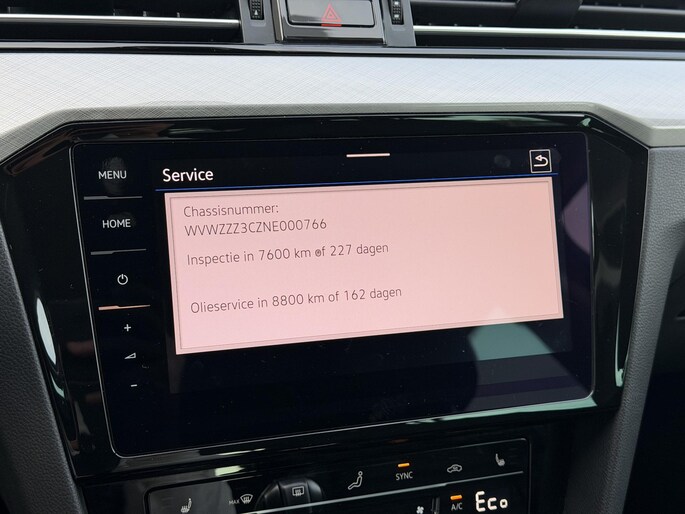 MENU
Service
HOME
Chassisnummer:
WVWZZZ3CZNE000766
Inspectie in 7600 km of 227 dagen
Olieservice in 8800 km of 162 dagen
+
-
MAX
SYNC
A/C
Eco